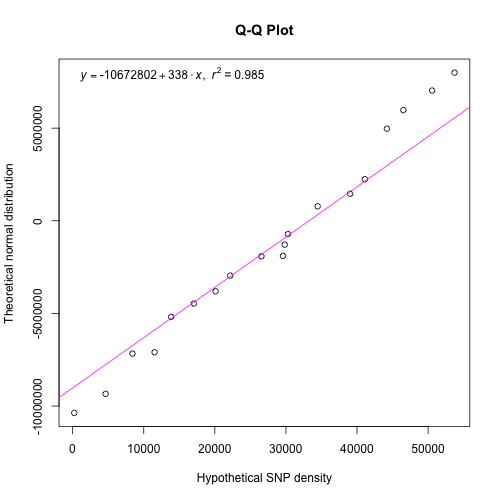 Q-Q Plot
y = -10672802 + 338 · x, r² = 0.985
Theoretical normal distribution
5000000
0
-5000000
-10000000
0 10000 20000 30000 40000 50000
Hypothetical SNP density